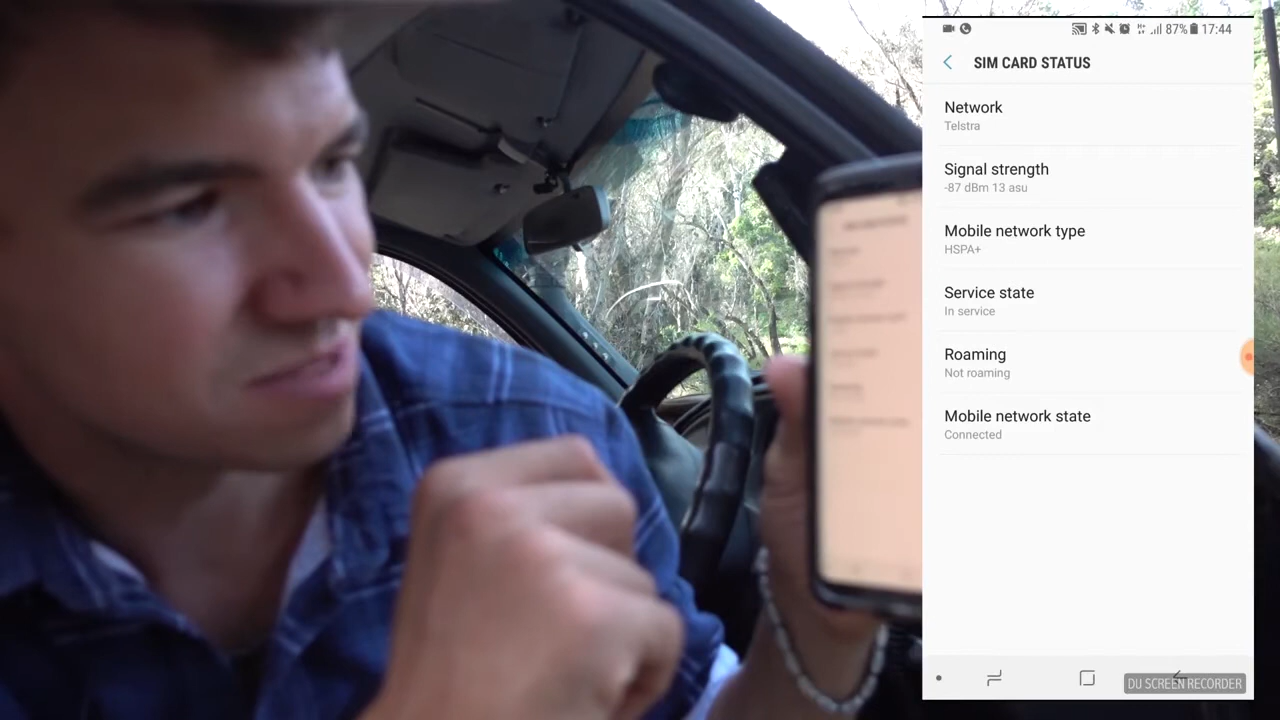 87% 17:44
SIM CARD STATUS
Network
Telstra
Signal strength
-87 dBm 13 asu
Mobile network type
HSPA+
Service state
In service
Roaming
Not roaming
Mobile network state
Connected
DU SCREEN RECORDER